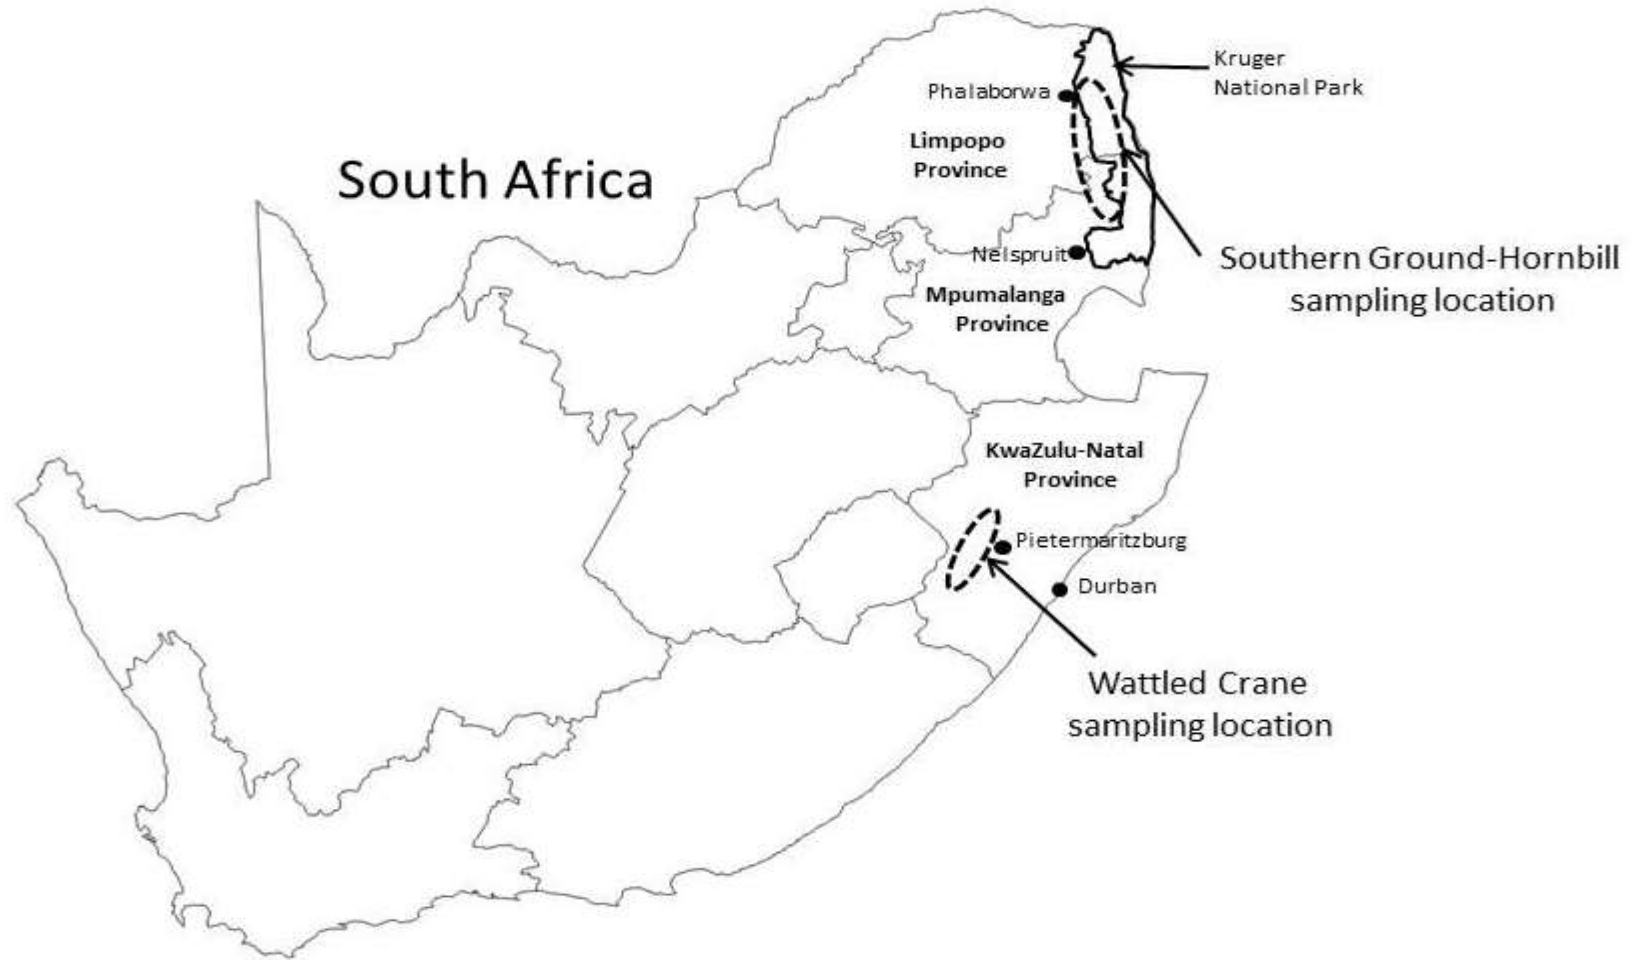 Kruger
National Park
Phalaborwa
Limpopo
Province
South Africa
Nelspruit
Southern Ground-Hornbill
sampling location
Mpumalanga
Province
KwaZulu-Natal
Province
Pietermaritzburg
Durban
Wattled Crane
sampling location